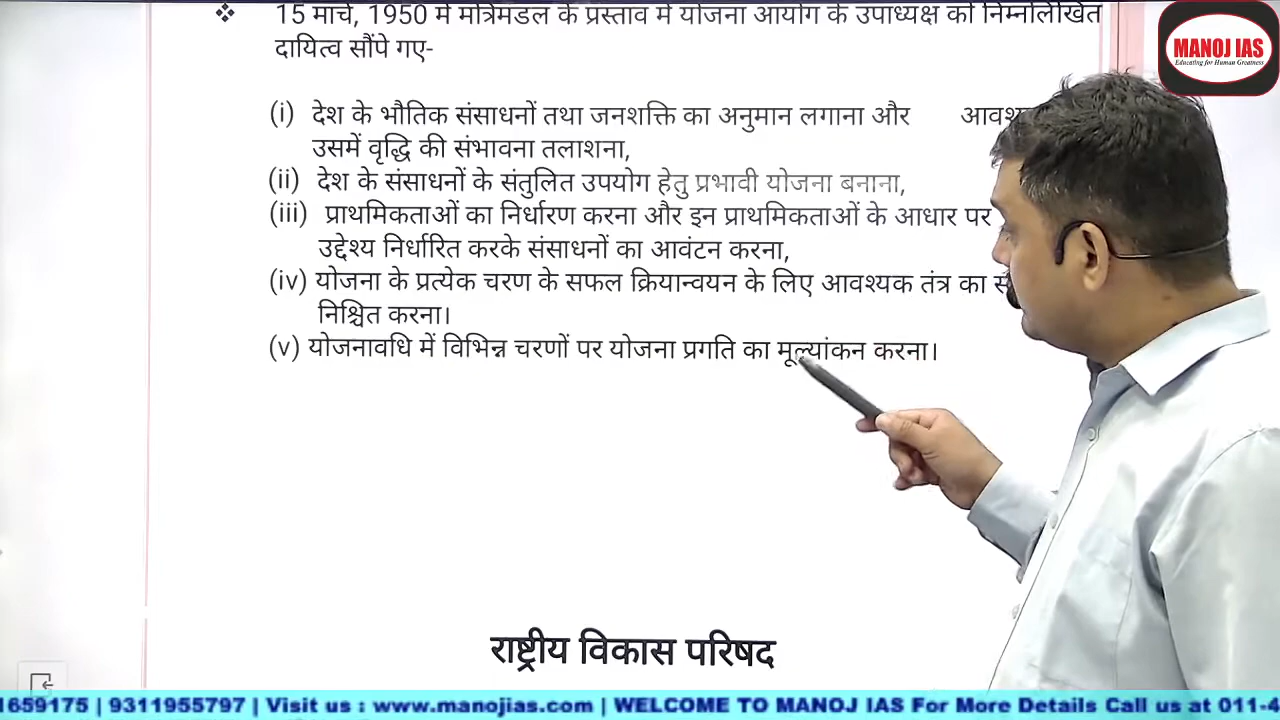 ❖ 15 मार्च, 1950 में मंत्रिमंडल के प्रस्ताव में योजना आयोग के उपाध्यक्ष को निम्नलिखित
दायित्व सौंपे गए-
(i) देश के भौतिक संसाधनों तथा जनशक्ति का अनुमान लगाना और
उसमें वृद्धि की संभावना तलाशना,
(ii) देश के संसाधनों के संतुलित उपयोग हेतु प्रभावी योजना बनाना,
(iii) प्राथमिकताओं का निर्धारण करना और इन प्राथमिकताओं के आधार पर
उद्देश्य निर्धारित करके संसाधनों का आवंटन करना,
(iv) योजना के प्रत्येक चरण के सफल क्रियान्वयन के लिए आवश्यक तंत्र का
निश्चित करना।
(v) योजनावधि में विभिन्न चरणों पर योजना प्रगति का मूल्यांकन करना।
राष्ट्रीय विकास परिषद
MANOJ IAS
Educating for Human Greatness
1659175 | 9311955797 | Visit us : www.manojias.com | WELCOME TO MANOJ IAS For More Details Call us at 011-4